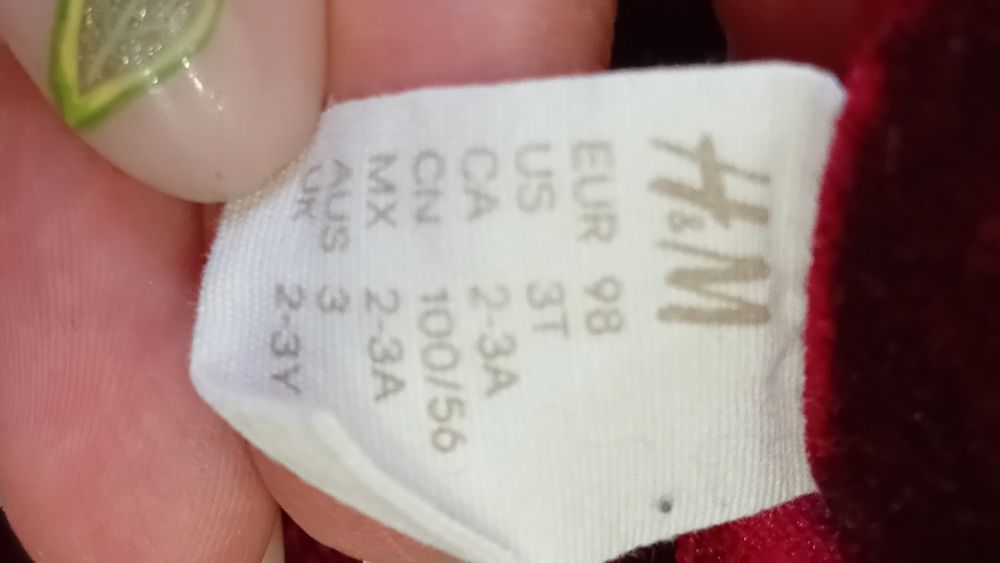 H&M
EUR 98
US 3T
CA 2-3A
CN 100/56
MX 2-3A
AUS 3
UK 2-3Y